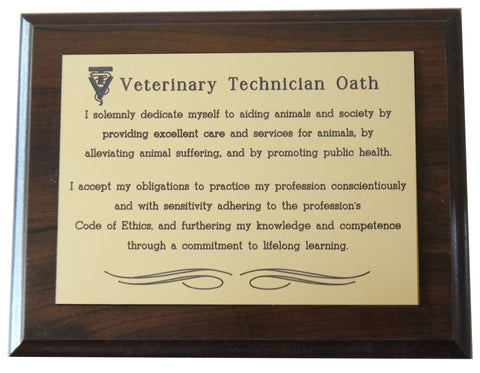 Veterinary Technician Oath
I solemnly dedicate myself to aiding animals and society by
providing excellent care and services for animals, by
alleviating animal suffering, and by promoting public health.
I accept my obligations to practice my profession conscientiously
and with sensitivity adhering to the profession's
Code of Ethics, and furthering my knowledge and competence
through a commitment to lifelong learning.